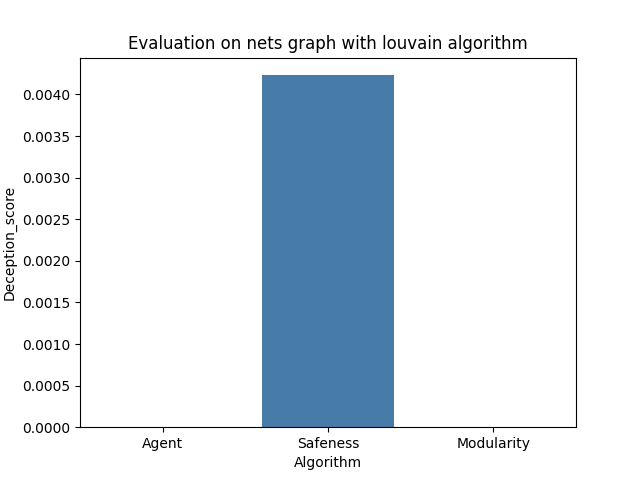 Evaluation on nets graph with louvain algorithm
Deception_score
0.0040
0.0035
0.0030
0.0025
0.0020
0.0015
0.0010
0.0005
0.0000
Agent Safeness Modularity
Algorithm